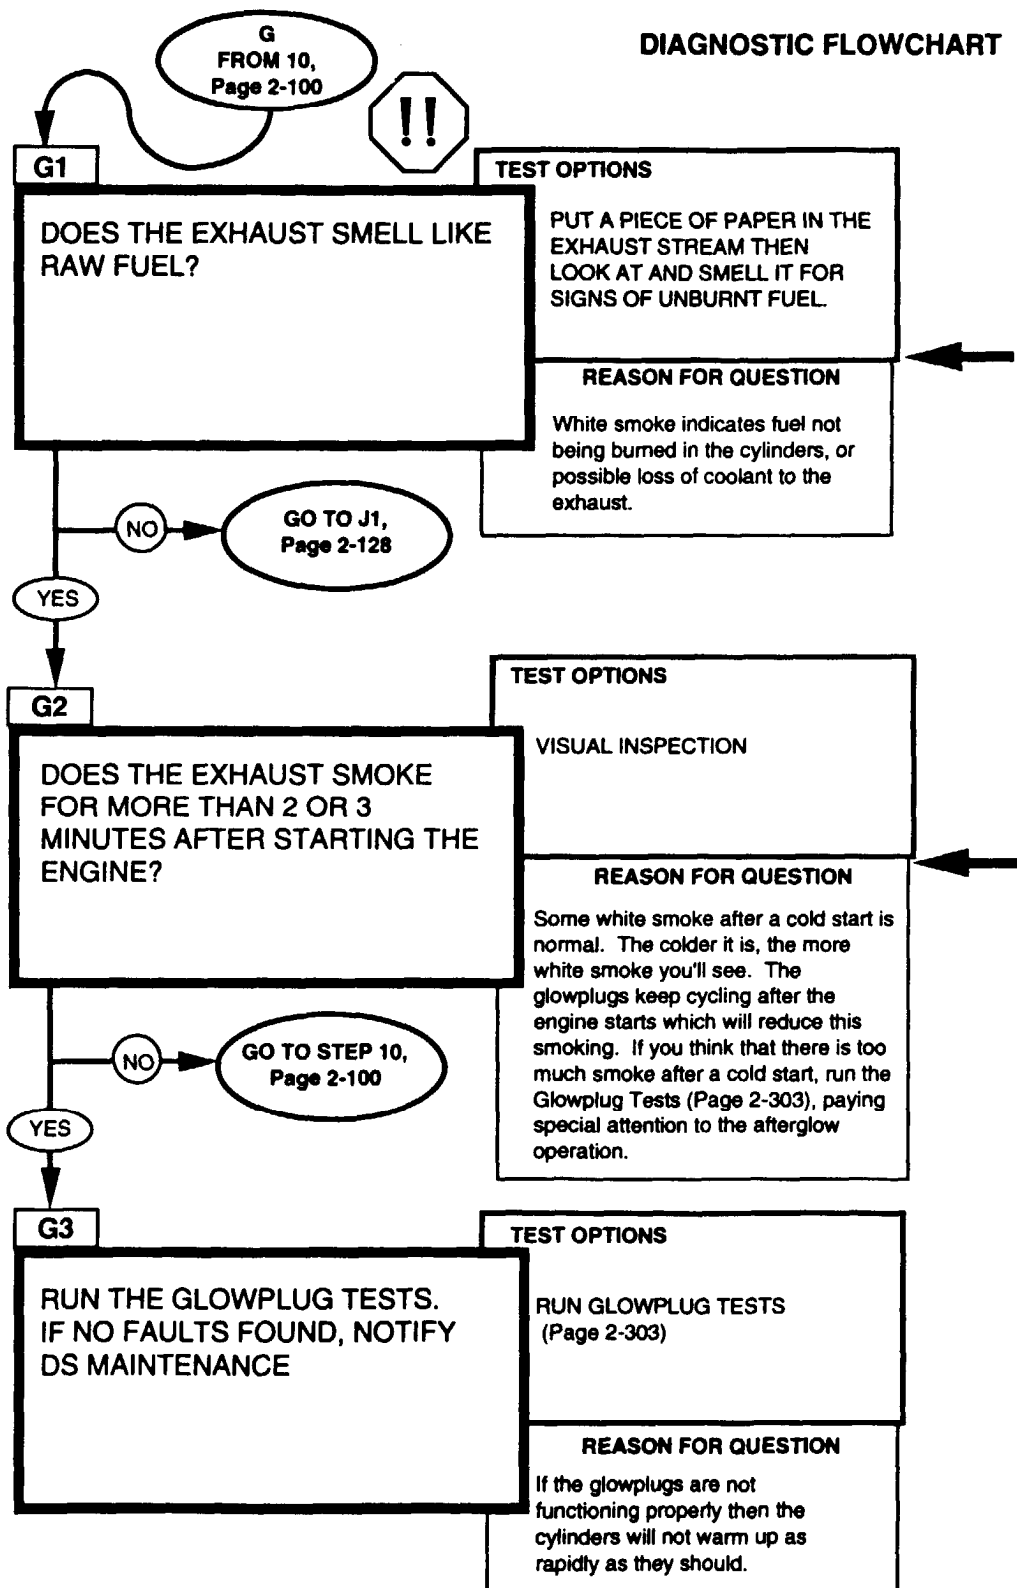 DIAGNOSTIC FLOWCHART
G
FROM 10,
Page 2-100
!!
G1
DOES THE EXHAUST SMELL LIKE
RAW FUEL?
TEST OPTIONS
PUT A PIECE OF PAPER IN THE
EXHAUST STREAM THEN
LOOK AT AND SMELL IT FOR
SIGNS OF UNBURNT FUEL.
REASON FOR QUESTION
White smoke indicates fuel not
being burned in the cylinders, or
possible loss of coolant to the
exhaust.
NO
GO TO J1,
Page 2-128
YES
G2
DOES THE EXHAUST SMOKE
FOR MORE THAN 2 OR 3
MINUTES AFTER STARTING THE
ENGINE?
TEST OPTIONS
VISUAL INSPECTION
REASON FOR QUESTION
Some white smoke after a cold start is
normal. The colder it is, the more
white smoke you'll see. The
glowplugs keep cycling after the
engine starts which will reduce this
smoking. If you think that there is too
much smoke after a cold start, run the
Glowplug Tests (Page 2-303), paying
special attention to the afterglow
operation.
NO
GO TO STEP 10,
Page 2-100
YES
G3
RUN THE GLOWPLUG TESTS.
IF NO FAULTS FOUND, NOTIFY
DS MAINTENANCE
TEST OPTIONS
RUN GLOWPLUG TESTS
(Page 2-303)
REASON FOR QUESTION
If the glowplugs are not
functioning properly then the
cylinders will not warm up as
rapidly as they should.